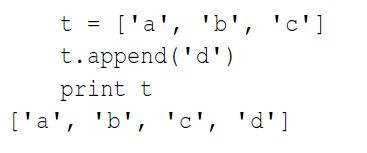 t = ['a', 'b', 'c']
t.append('d')
print t
['a', 'b', 'c', 'd']